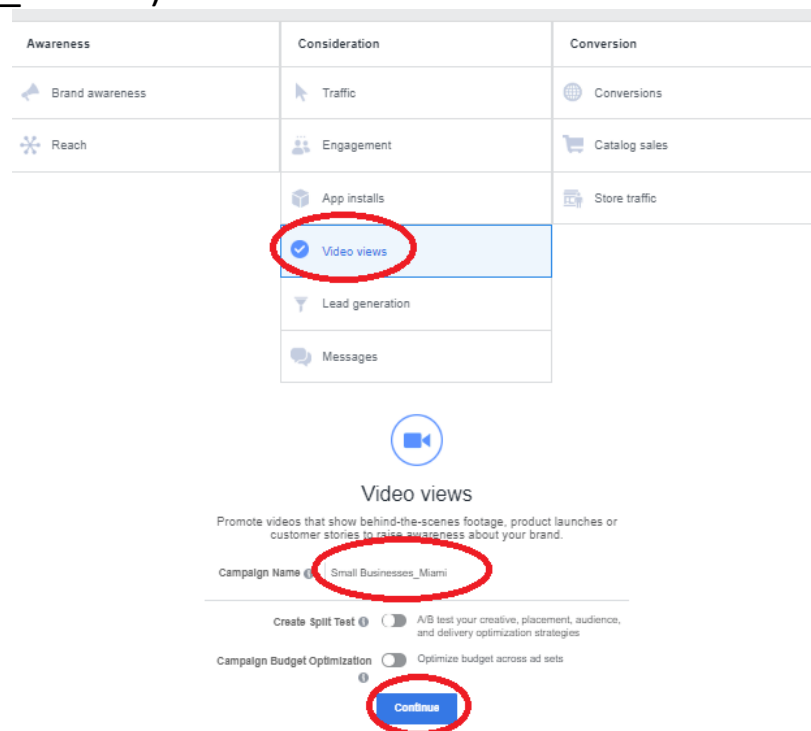 Awareness Consideration Conversion
Brand awareness Traffic Conversions
Reach Engagement Catalog sales
App installs Store traffic
Video views
Lead generation
Messages
Video views
Promote videos that show behind-the-scenes footage, product launches or
customer stories to raise awareness about your brand.
Campaign Name Small Businesses_Miami
Create Split Test A/B test your creative, placement, audience,
and delivery optimization strategies
Campaign Budget Optimization Optimize budget across ad sets
Continue